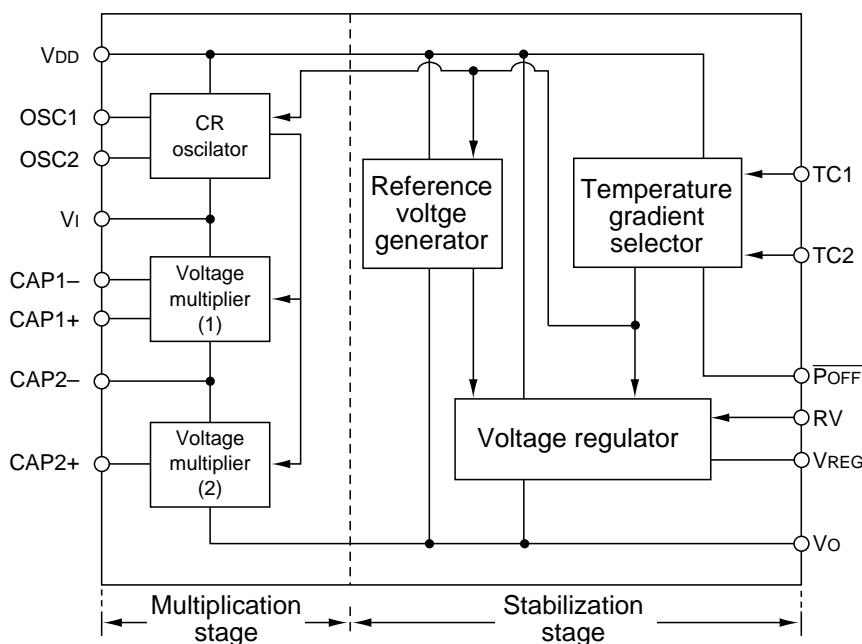 VDD
OSC1
OSC2
VI
CAP1–
CAP1+
CAP2–
CAP2+
CR
oscilator
Voltage
multiplier
(1)
Voltage
multiplier
(2)
Reference
voltge
generator
Temperature
gradient
selector
Voltage regulator
TC1
TC2
POFF
RV
VREG
VO
Multiplication
stage
Stabilization
stage